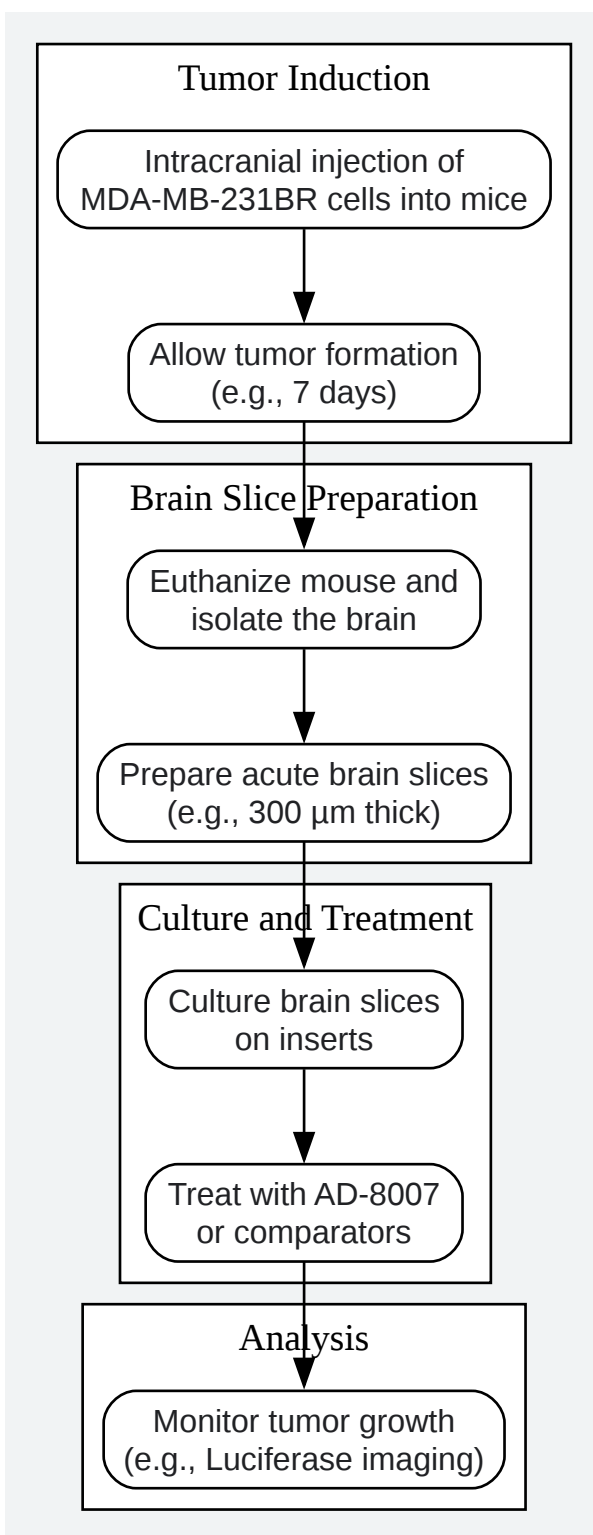 Tumor Induction
Intracranial injection of
MDA-MB-231BR cells into mice
Allow tumor formation
(e.g., 7 days)
Brain Slice Preparation
Euthanize mouse and
isolate the brain
Prepare acute brain slices
(e.g., 300 µm thick)
Culture and Treatment
Culture brain slices
on inserts
Treat with AD-8007
or comparators
Analysis
Monitor tumor growth
(e.g., Luciferase imaging)